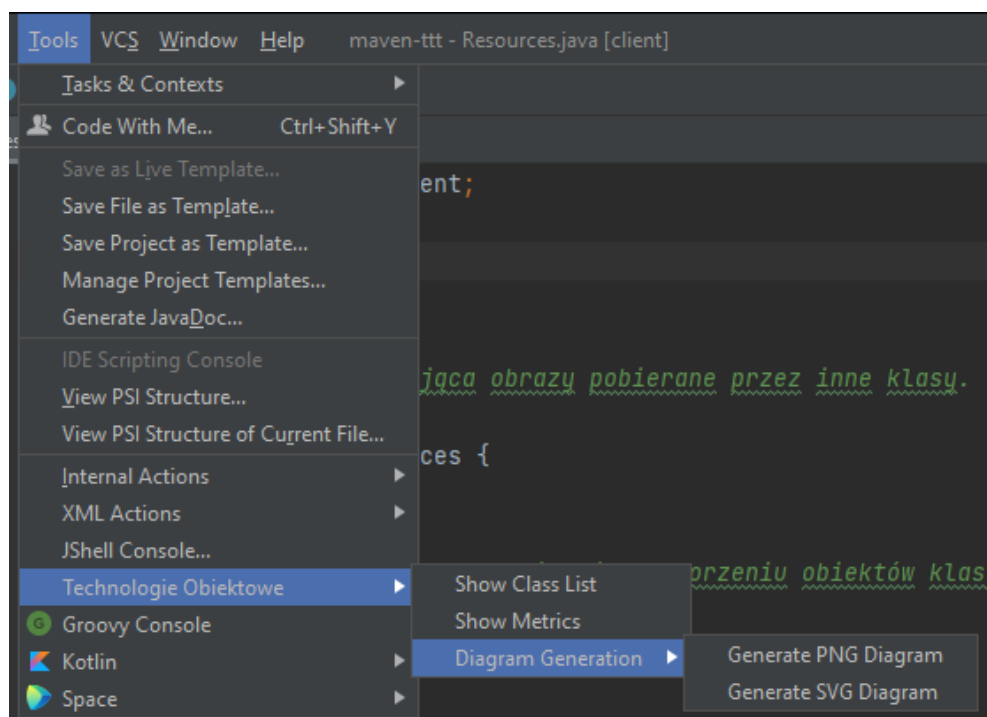 Tools VCS Window Help maven-ttt - Resources.java [client]
Tasks & Contexts
Code With Me... Ctrl+Shift+Y
Save as Live Template...
ent;
Save File as Template...
Save Project as Template...
Manage Project Templates...
Generate JavaDoc...
IDE Scripting Console
jąca obrazy pobierane przez inne klasy.
View PSI Structure...
View PSI Structure of Current File...
ces {
Internal Actions
XML Actions
JShell Console...
Technologie Obiektowe
Show Class List
orzeniu obiektów klas
Groovy Console
Show Metrics
Kotlin
Diagram Generation
Generate PNG Diagram
Space
Generate SVG Diagram